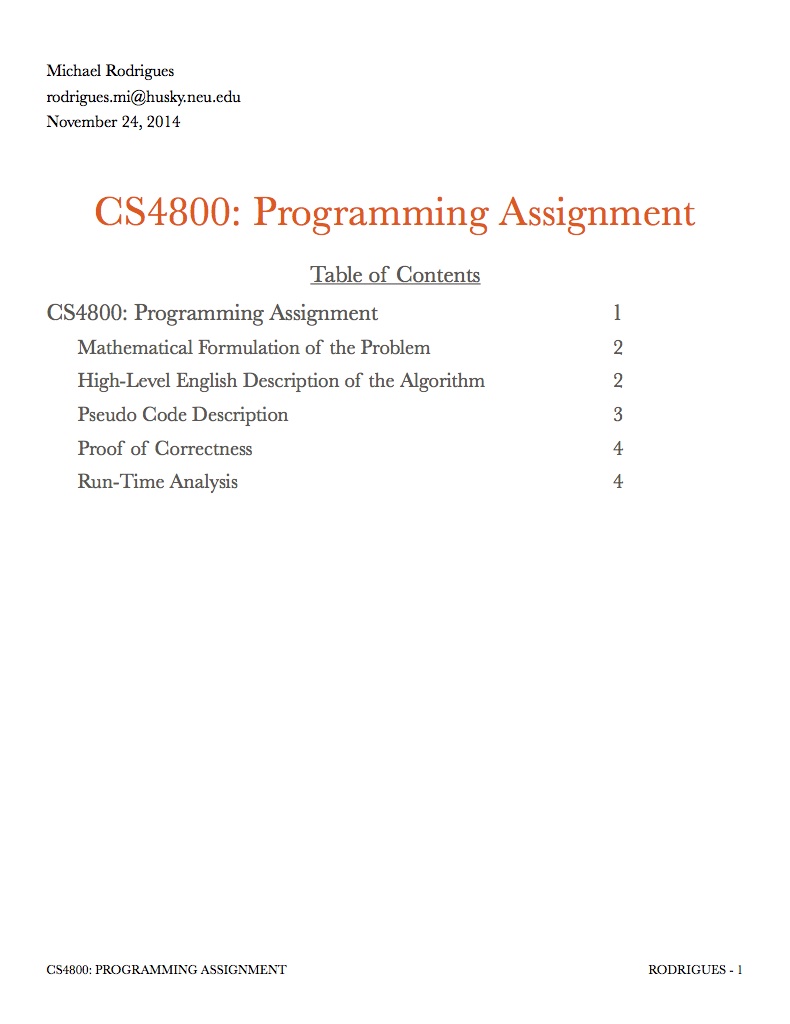 Michael Rodrigues
rodrigues.mi@husky.neu.edu
November 24, 2014
CS4800: Programming Assignment
Table of Contents
CS4800: Programming Assignment 1
Mathematical Formulation of the Problem 2
High-Level English Description of the Algorithm 2
Pseudo Code Description 3
Proof of Correctness 4
Run-Time Analysis 4
CS4800: PROGRAMMING ASSIGNMENT RODRIGUES - 1